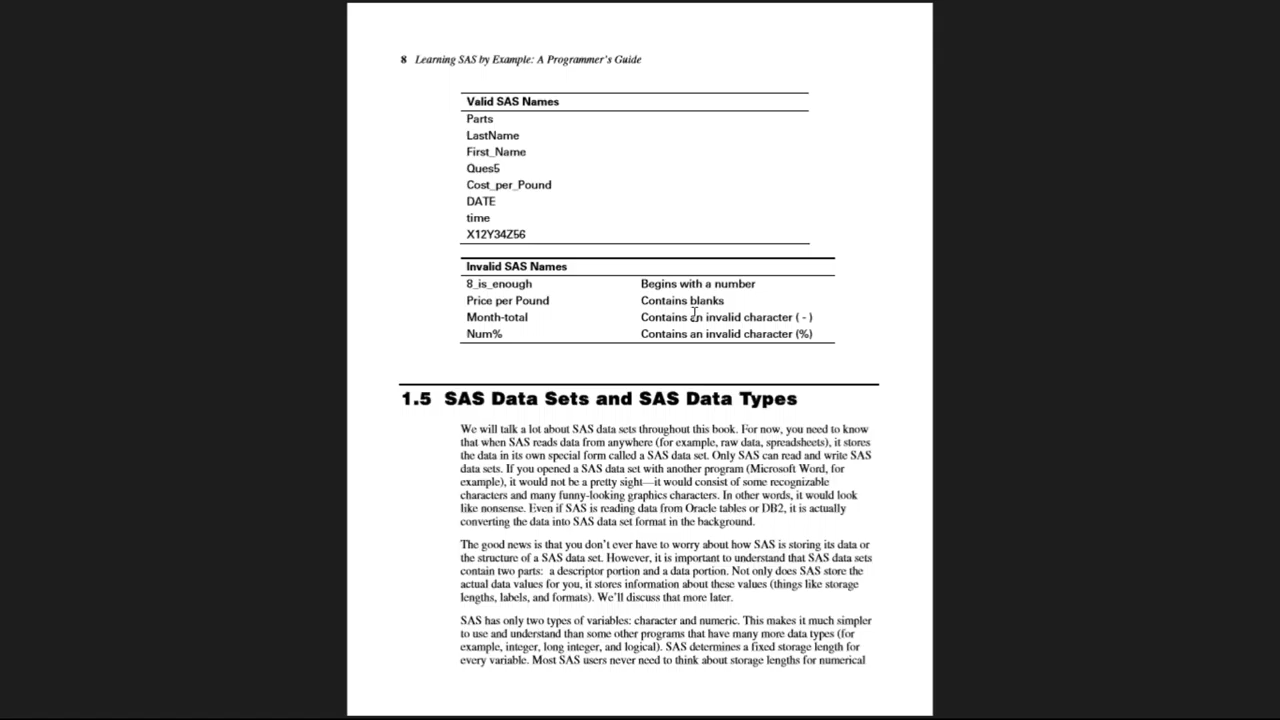 8 Learning SAS by Example: A Programmer's Guide
Valid SAS Names
Parts
LastName
First_Name
Ques5
Cost_per_Pound
DATE
time
X12Y34Z56
Invalid SAS Names
8_is_enough Begins with a number
Price per Pound Contains blanks
Month-total Contains an invalid character ( - )
Num% Contains an invalid character (%)
1.5 SAS Data Sets and SAS Data Types
We will talk a lot about SAS data sets throughout this book. For now, you need to know
that when SAS reads data from anywhere (for example, raw data, spreadsheets), it stores
the data in its own special form called a SAS data set. Only SAS can read and write SAS
data sets. If you opened a SAS data set with another program (Microsoft Word, for
example), it would not be a pretty sight—it would consist of some recognizable
characters and many funny-looking graphics characters. In other words, it would look
like nonsense. Even if SAS is reading data from Oracle tables or DB2, it is actually
converting the data into SAS data set format in the background.
The good news is that you don't ever have to worry about how SAS is storing its data or
the structure of a SAS data set. However, it is important to understand that SAS data sets
contain two parts: a descriptor portion and a data portion. Not only does SAS store the
actual data values for you, it stores information about these values (things like storage
lengths, labels, and formats). We'll discuss that more later.
SAS has only two types of variables: character and numeric. This makes it much simpler
to use and understand than some other programs that have many more data types (for
example, integer, long integer, and logical). SAS determines a fixed storage length for
every variable. Most SAS users never need to think about storage lengths for numerical